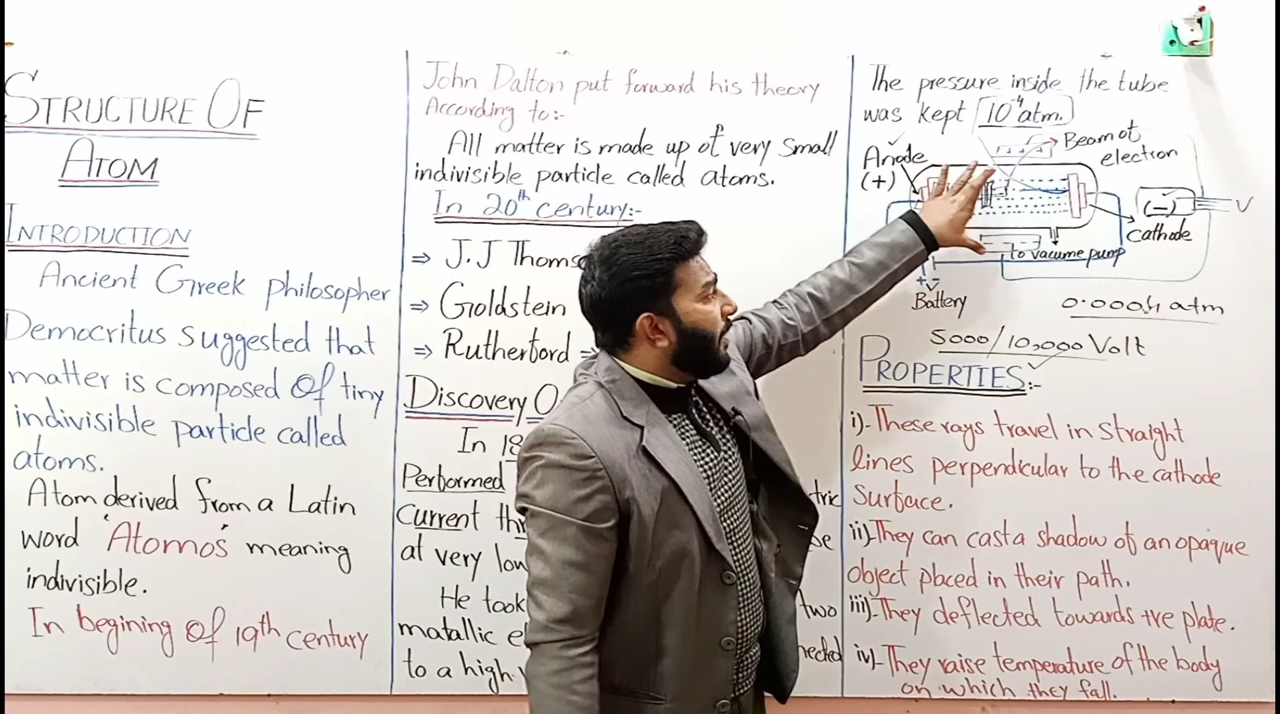 STRUCTURE OF
ATOM
INTRODUCTION
Ancient Greek philosopher
Democritus suggested that
matter is composed of tiny
indivisible particle called
atoms.
Atom derived from a Latin
word 'Atomos' meaning
indivisible.
In begining of 19th century
John Dalton put forward his theory
According to:-
All matter is made up of very small
indivisible particle called atoms.
In 20th century:-
⇒ J.J Thoms
⇒ Goldstein
⇒ Rutherford ⇒
Discovery O
In 18
Performed
Current th
at very low
He took two
matallic e nected
to a high
The pressure inside the tube
was kept 10⁻⁴ atm.
Beam of
electron
Anode
(+)
+ + +
(-)
V
Cathode
to vacume pump
+ -
Battery
5000/10,000 Volt
PROPERTIES:-
i)- These rays travel in straight
lines perpendicular to the cathode
Surface.
ii)- They can cast a shadow of an opaque
object placed in their path.
iii)- They deflected towards +ve plate.
iv)- They raise temperature of the body
on which they fall.